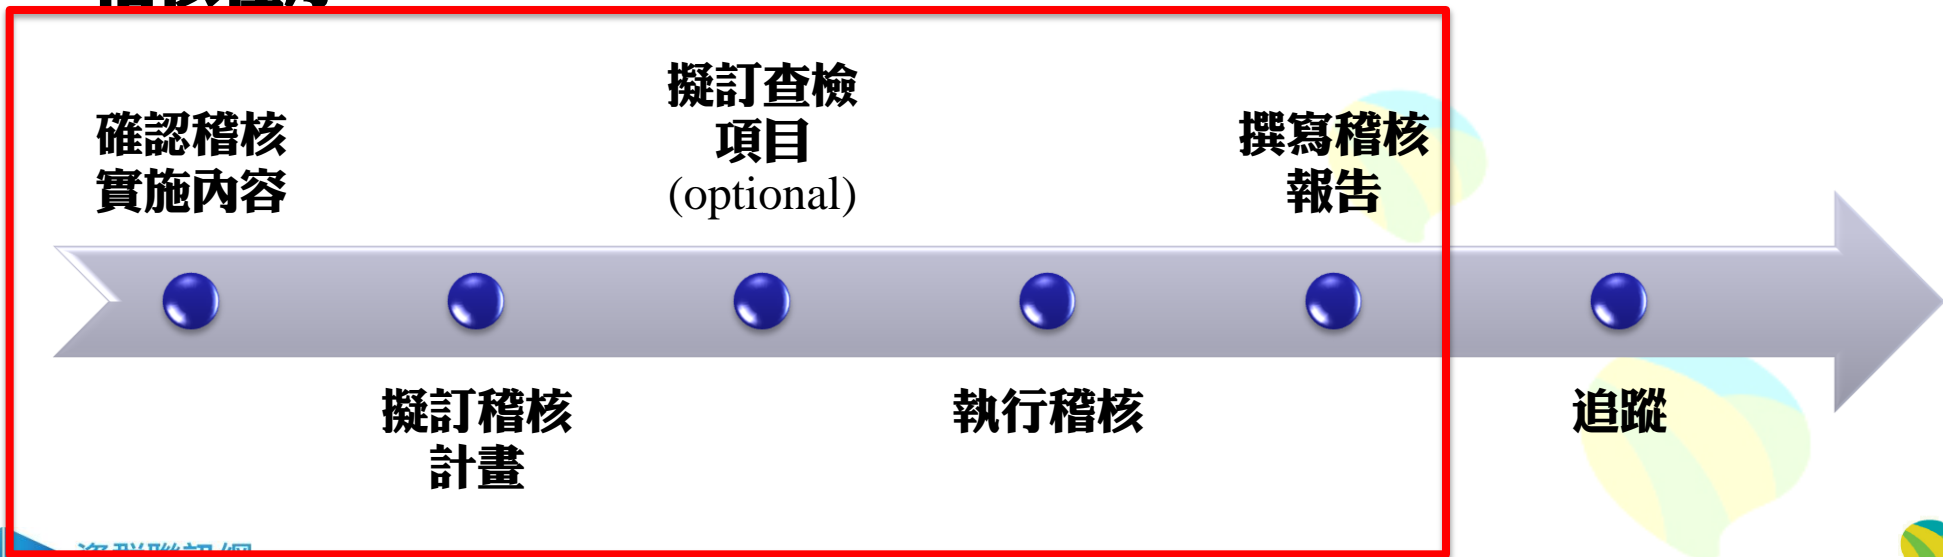 確認稽核
實施內容
擬訂稽核
計畫
擬訂查檢
項目
(optional)
執行稽核
撰寫稽核
報告
追蹤